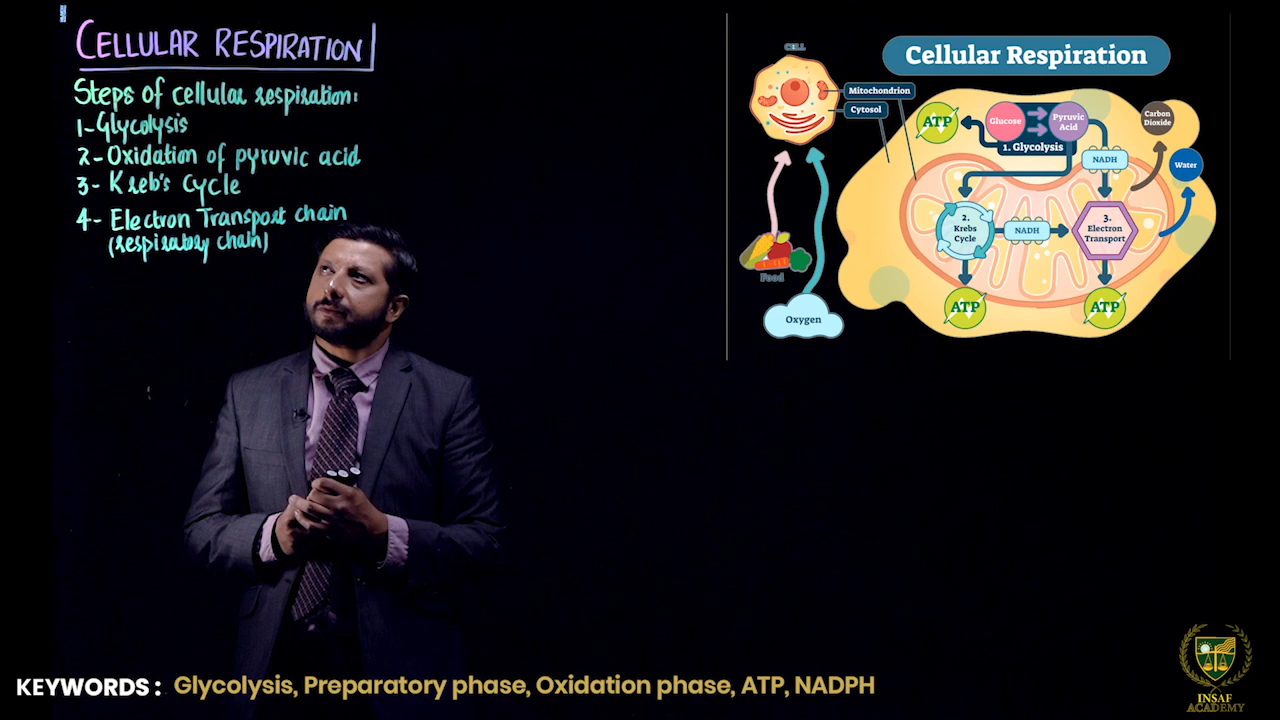 CELLULAR RESPIRATION
Steps of cellular respiration:
1-Glycolysis
2-Oxidation of pyruvic acid
3-Kreb's Cycle
4-Electron Transport chain
(respiratory chain)
Cellular Respiration
CELL
Mitochondrion
Cytosol
ATP
Glucose
Pyruvic
Acid
1. Glycolysis
Carbon
Dioxide
NADH
Water
2.
Krebs
Cycle
NADH
3.
Electron
Transport
ATP
ATP
Food
Oxygen
KEYWORDS: Glycolysis, Preparatory phase, Oxidation phase, ATP, NADPH
INSAF
ACADEMY